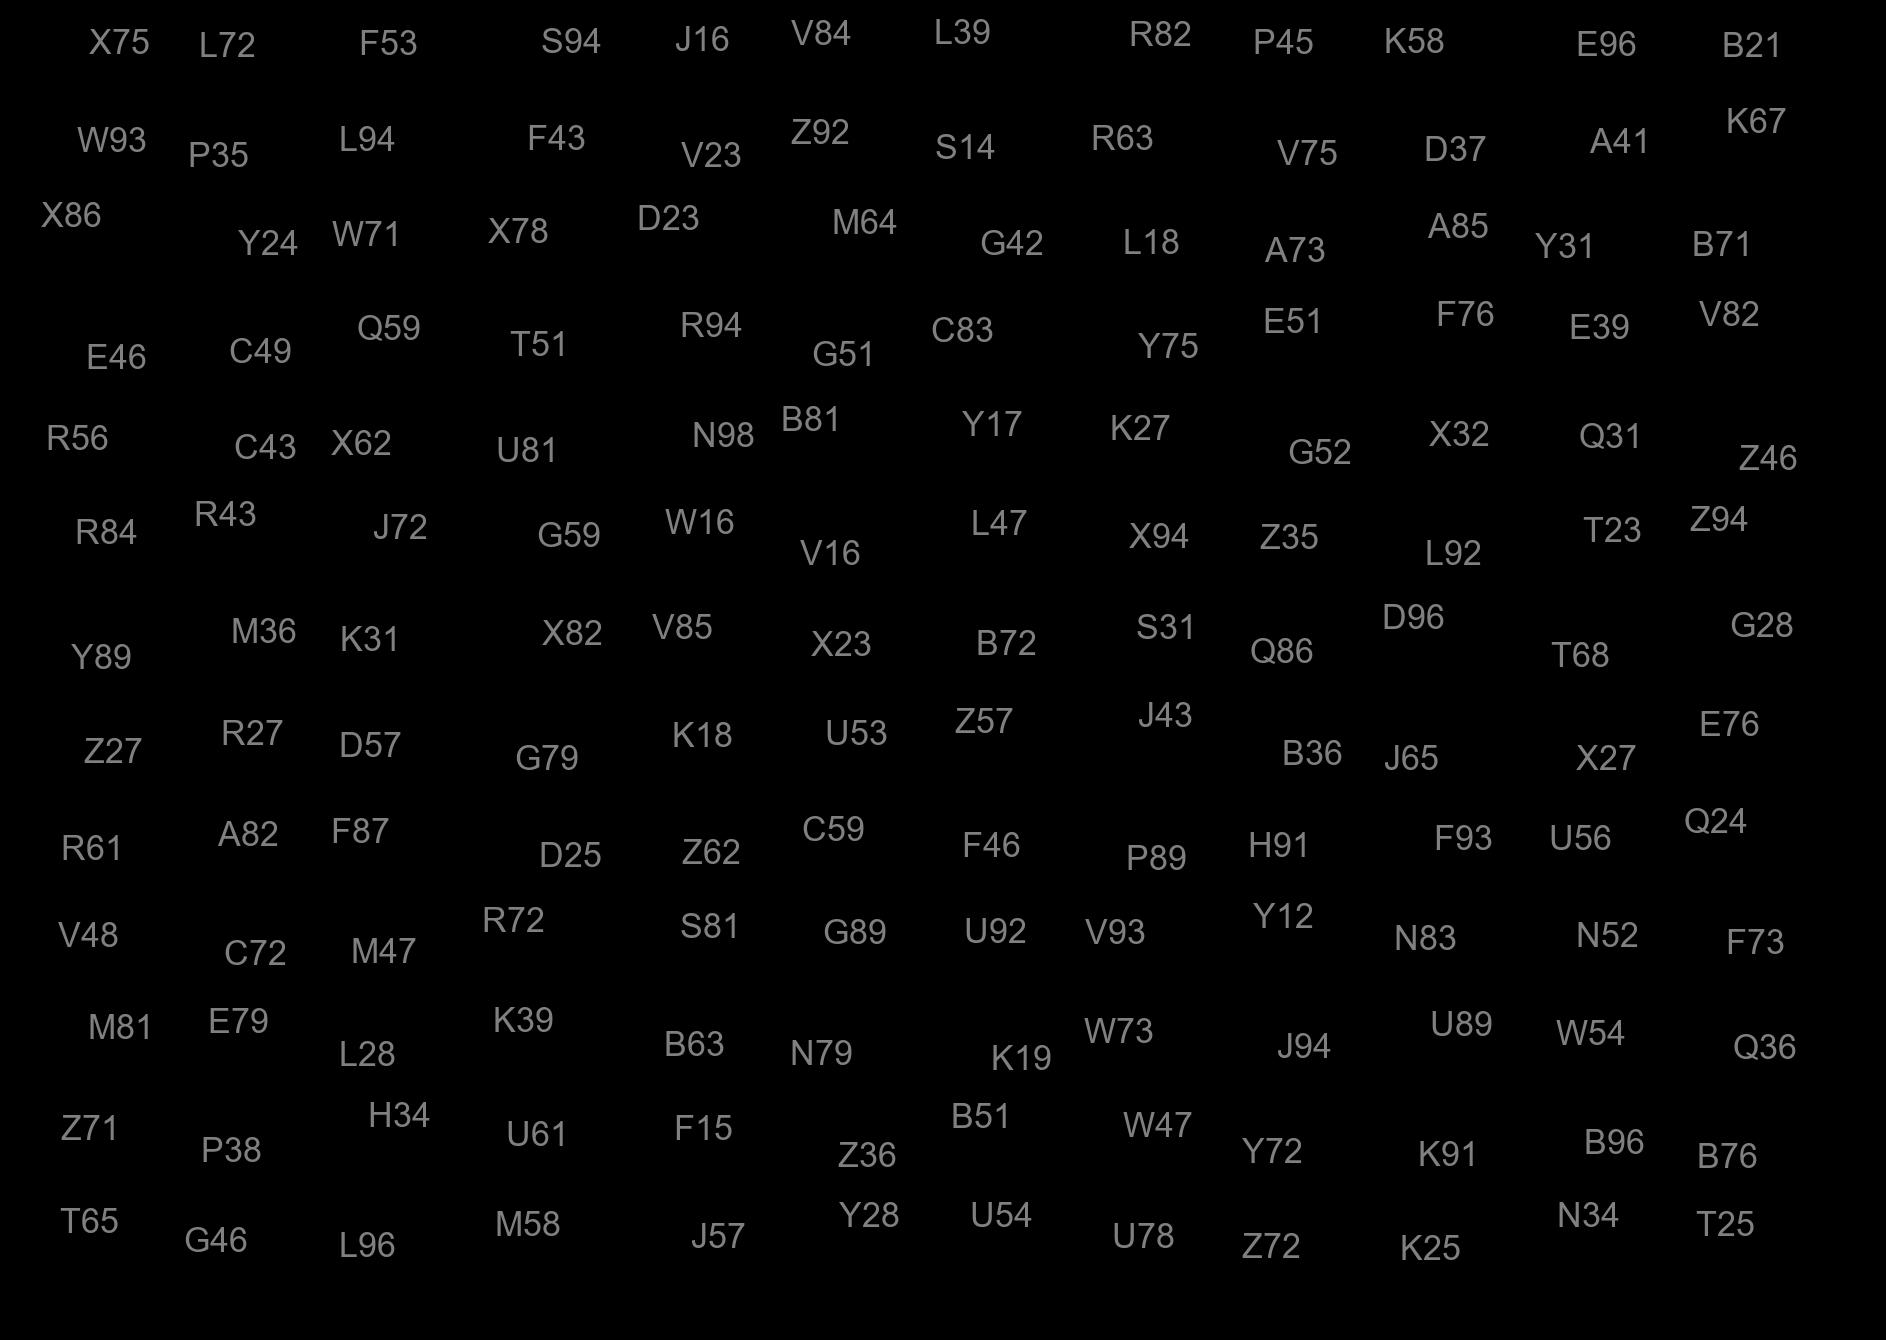 X75 L72 F53 S94 J16 V84 L39 R82 P45 K58 E96 B21
W93 P35 L94 F43 V23 Z92 S14 R63 V75 D37 A41 K67
X86 Y24 W71 X78 D23 M64 G42 L18 A73 A85 Y31 B71
E46 C49 Q59 T51 R94 G51 C83 Y75 E51 F76 E39 V82
R56 C43 X62 U81 N98 B81 Y17 K27 G52 X32 Q31 Z46
R84 R43 J72 G59 W16 V16 L47 X94 Z35 L92 T23 Z94
Y89 M36 K31 X82 V85 X23 B72 S31 Q86 D96 T68 G28
Z27 R27 D57 G79 K18 U53 Z57 J43 B36 J65 X27 E76
R61 A82 F87 D25 Z62 C59 F46 P89 H91 F93 U56 Q24
V48 C72 M47 R72 S81 G89 U92 V93 Y12 N83 N52 F73
M81 E79 L28 K39 B63 N79 K19 W73 J94 U89 W54 Q36
Z71 P38 H34 U61 F15 Z36 B51 W47 Y72 K91 B96 B76
T65 G46 L96 M58 J57 Y28 U54 U78 Z72 K25 N34 T25